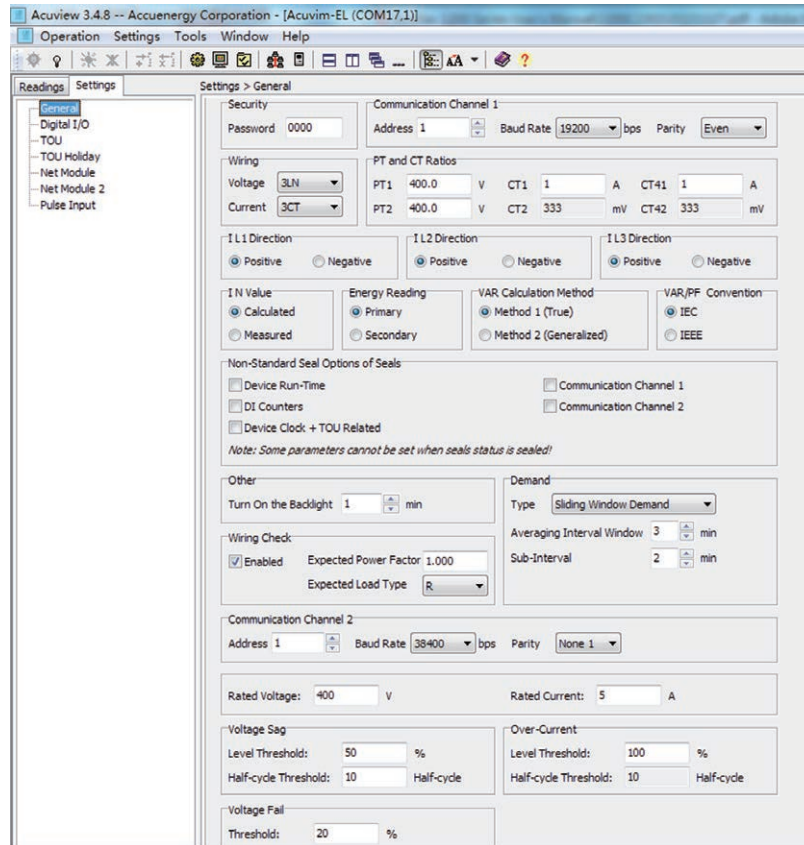 Acuview 3.4.8 -- Accuenergy Corporation - [Acuvim-EL (COM17,1)]
Operation Settings Tools Window Help
Readings Settings
Settings > General
General
Digital I/O
TOU
TOU Holiday
Net Module
Net Module 2
Pulse Input
Security
Password 0000
Communication Channel 1
Address 1 Baud Rate 19200 bps Parity Even
Wiring
Voltage 3LN
Current 3CT
PT and CT Ratios
PT1 400.0 V CT1 1 A CT41 1 A
PT2 400.0 V CT2 333 mV CT42 333 mV
I L1 Direction
Positive Negative
I L2 Direction
Positive Negative
I L3 Direction
Positive Negative
I N Value
Calculated
Measured
Energy Reading
Primary
Secondary
VAR Calculation Method
Method 1 (True)
Method 2 (Generalized)
VAR/PF Convention
IEC
IEEE
Non-Standard Seal Options of Seals
Device Run-Time Communication Channel 1
DI Counters Communication Channel 2
Device Clock + TOU Related
Note: Some parameters cannot be set when seals status is sealed!
Other
Turn On the Backlight 1 min
Wiring Check
Enabled Expected Power Factor 1.000
Expected Load Type R
Demand
Type Sliding Window Demand
Averaging Interval Window 3 min
Sub-Interval 2 min
Communication Channel 2
Address 1 Baud Rate 38400 bps Parity None 1
Rated Voltage: 400 V Rated Current: 5 A
Voltage Sag
Level Threshold: 50 %
Half-cycle Threshold: 10 Half-cycle
Over-Current
Level Threshold: 100 %
Half-cycle Threshold: 10 Half-cycle
Voltage Fail
Threshold: 20 %